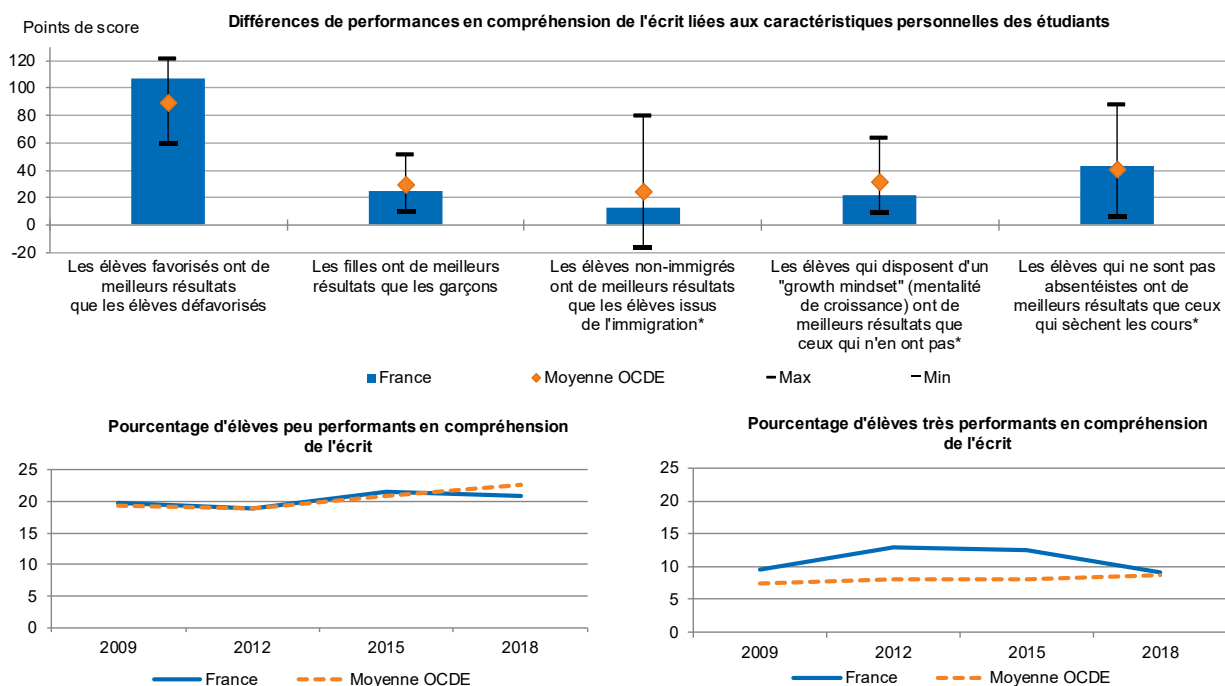 Différences de performances en compréhension de l'écrit liées aux caractéristiques personnelles des étudiants
Points de score
120
100
80
60
40
20
0
-20
Les élèves favorisés ont de
meilleurs résultats
que les élèves défavorisés
Les filles ont de meilleurs
résultats que les garçons
Les élèves non-immigrés
ont de meilleurs résultats
que les élèves issus
de l'immigration*
Les élèves qui disposent d'un
"growth mindset" (mentalité
de croissance) ont de
meilleurs résultats que
ceux qui n'en ont pas*
Les élèves qui ne sont pas
absentéistes ont de
meilleurs résultats que ceux
qui sèchent les cours*
France
Moyenne OCDE
Max
Min
Pourcentage d'élèves peu performants en compréhension
de l'écrit
25
20
15
10
5
0
2009
2012
2015
2018
France
Moyenne OCDE
Pourcentage d'élèves très performants en compréhension
de l'écrit
25
20
15
10
5
0
2009
2012
2015
2018
France
Moyenne OCDE